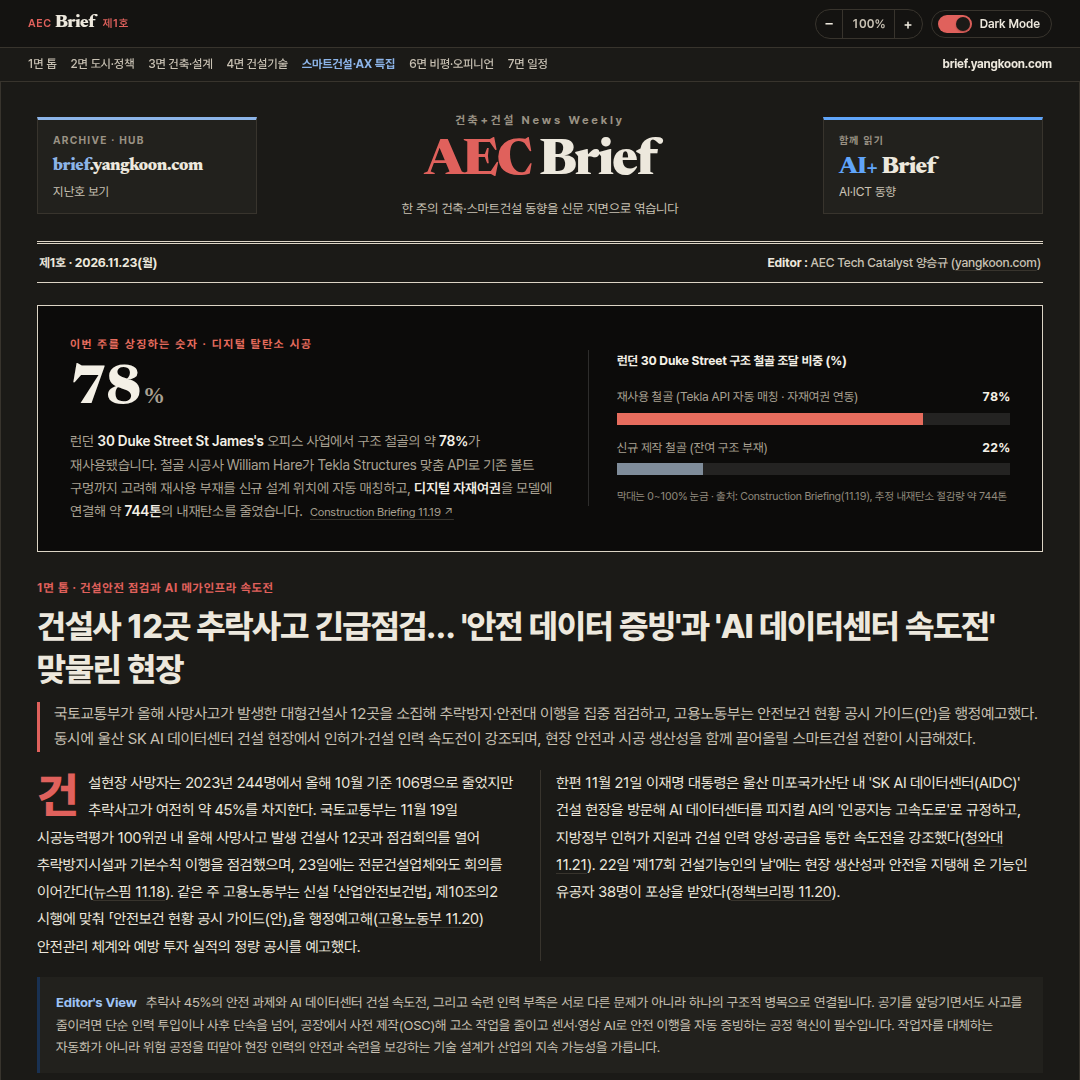 AEC Brief 제1호
− 100% + Dark Mode
1면 톱 2면 도시·정책 3면 건축·설계 4면 건설기술 스마트건설·AX 특집 6면 비평·오피니언 7면 일정
brief.yangkoon.com
ARCHIVE · HUB
brief.yangkoon.com
지난호 보기
건축+건설 News Weekly
AEC Brief
한 주의 건축·스마트건설 동향을 신문 지면으로 엮습니다
함께 읽기
AI+ Brief
AI·ICT 동향
제1호 · 2026.11.23(월)
Editor : AEC Tech Catalyst 양승규 (yangkoon.com)
이번 주를 상징하는 숫자 · 디지털 탈탄소 시공
78%
런던 30 Duke Street St James's 오피스 사업에서 구조 철골의 약 78%가
재사용됐습니다. 철골 시공사 William Hare가 Tekla Structures 맞춤 API로 기존 볼트
구멍까지 고려해 재사용 부재를 신규 설계 위치에 자동 매칭하고, 디지털 자재여권을 모델에
연결해 약 744톤의 내재탄소를 줄였습니다. Construction Briefing 11.19 ↗
런던 30 Duke Street 구조 철골 조달 비중 (%)
재사용 철골 (Tekla API 자동 매칭 · 자재여권 연동) 78%
신규 제작 철골 (잔여 구조 부재) 22%
막대는 0~100% 눈금 · 출처: Construction Briefing(11.19), 추정 내재탄소 절감량 약 744톤
1면 톱 · 건설안전 점검과 AI 메가인프라 속도전
건설사 12곳 추락사고 긴급점검… '안전 데이터 증빙'과 'AI 데이터센터 속도전'
맞물린 현장
국토교통부가 올해 사망사고가 발생한 대형건설사 12곳을 소집해 추락방지·안전대 이행을 집중 점검하고, 고용노동부는 안전보건 현황 공시 가이드(안)을 행정예고했다.
동시에 울산 SK AI 데이터센터 건설 현장에서 인허가·건설 인력 속도전이 강조되며, 현장 안전과 시공 생산성을 함께 끌어올릴 스마트건설 전환이 시급해졌다.
건설현장 사망자는 2023년 244명에서 올해 10월 기준 106명으로 줄었지만
추락사고가 여전히 약 45%를 차지한다. 국토교통부는 11월 19일
시공능력평가 100위권 내 올해 사망사고 발생 건설사 12곳과 점검회의를 열어
추락방지시설과 기본수칙 이행을 점검했으며, 23일에는 전문건설업체와도 회의를
이어간다(뉴스핌 11.18). 같은 주 고용노동부는 신설 「산업안전보건법」 제10조의2
시행에 맞춰 「안전보건 현황 공시 가이드(안)」을 행정예고해(고용노동부 11.20)
안전관리 체계와 예방 투자 실적의 정량 공시를 예고했다.
한편 11월 21일 이재명 대통령은 울산 미포국가산단 내 'SK AI 데이터센터(AIDC)'
건설 현장을 방문해 AI 데이터센터를 피지컬 AI의 '인공지능 고속도로'로 규정하고,
지방정부 인허가 지원과 건설 인력 양성·공급을 통한 속도전을 강조했다(청와대
11.21). 22일 '제17회 건설기능인의 날'에는 현장 생산성과 안전을 지탱해 온 기능인
유공자 38명이 포상을 받았다(정책브리핑 11.20).
Editor's View 추락사 45%의 안전 과제와 AI 데이터센터 건설 속도전, 그리고 숙련 인력 부족은 서로 다른 문제가 아니라 하나의 구조적 병목으로 연결됩니다. 공기를 앞당기면서도 사고를
줄이려면 단순 인력 투입이나 사후 단속을 넘어, 공장에서 사전 제작(OSC)해 고소 작업을 줄이고 센서·영상 AI로 안전 이행을 자동 증빙하는 공정 혁신이 필수입니다. 작업자를 대체하는
자동화가 아니라 위험 공정을 떠맡아 현장 인력의 안전과 숙련을 보강하는 기술 설계가 산업의 지속 가능성을 가릅니다.